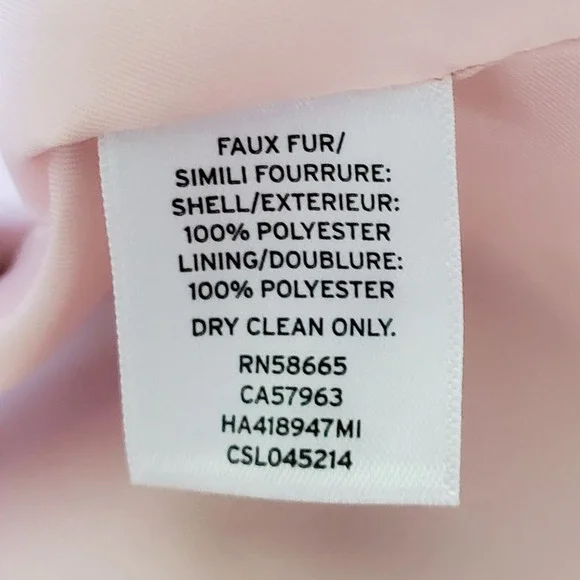 FAUX FUR/
SIMILI FOURRURE:
SHELL/EXTERIEUR:
100% POLYESTER
LINING/DOUBLURE:
100% POLYESTER
DRY CLEAN ONLY.
RN58665
CA57963
HA418947MI
CSL045214